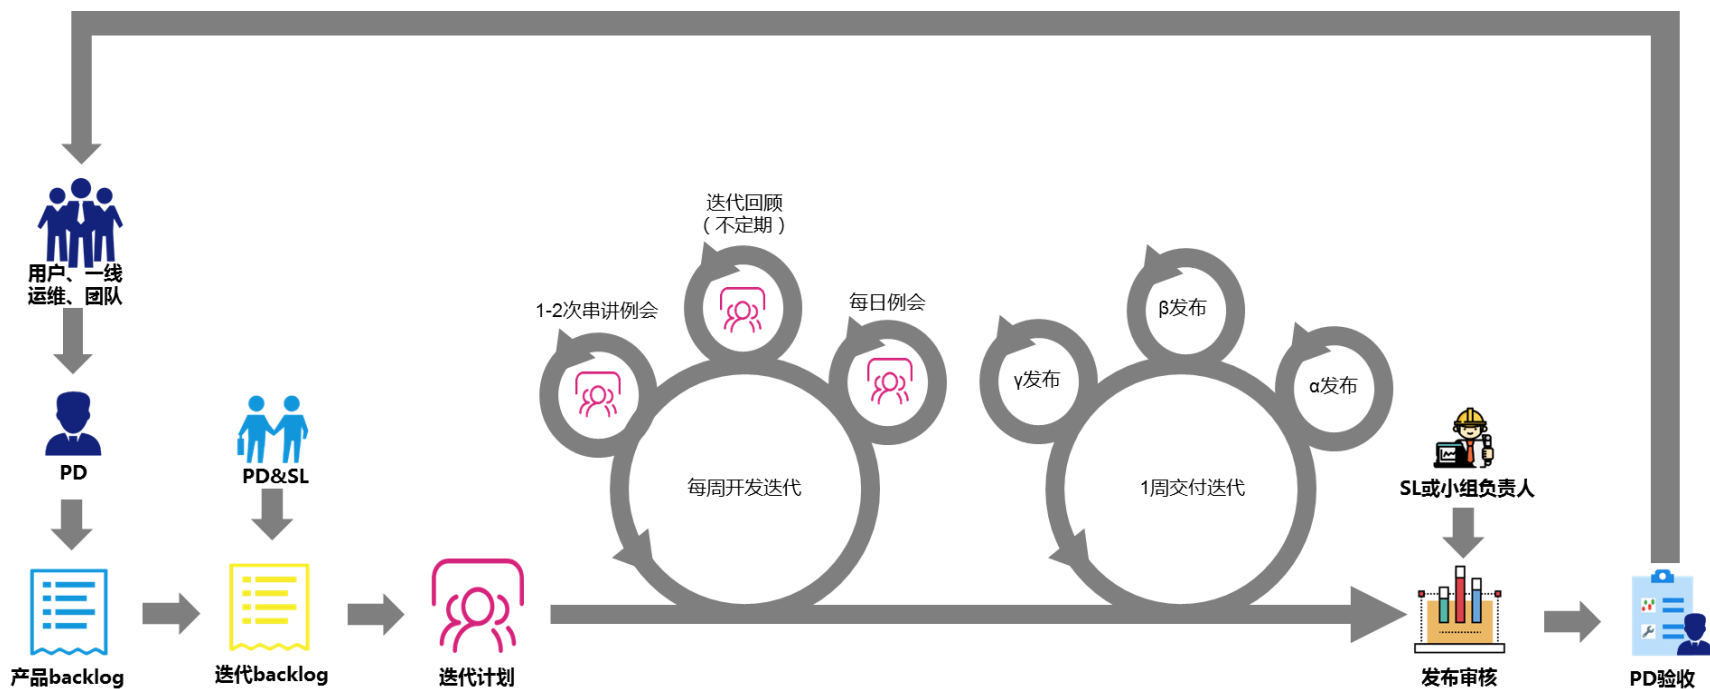 用户、一线
运维、团队
PD
产品backlog
PD&SL
迭代backlog
迭代计划
1-2次串讲例会
迭代回顾
（不定期）
每日例会
每周开发迭代
γ发布
β发布
α发布
1周交付迭代
SL或小组负责人
发布审核
PD验收